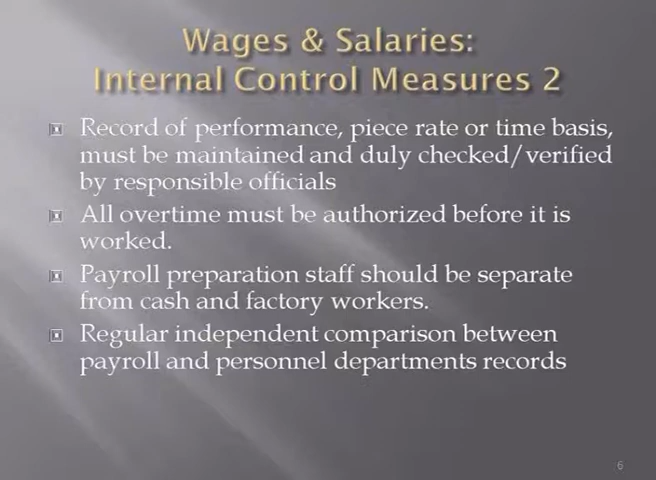 Wages & Salaries:
Internal Control Measures 2
Record of performance, piece rate or time basis,
must be maintained and duly checked/verified
by responsible officials
All overtime must be authorized before it is
worked.
Payroll preparation staff should be separate
from cash and factory workers.
Regular independent comparison between
payroll and personnel departments records
6